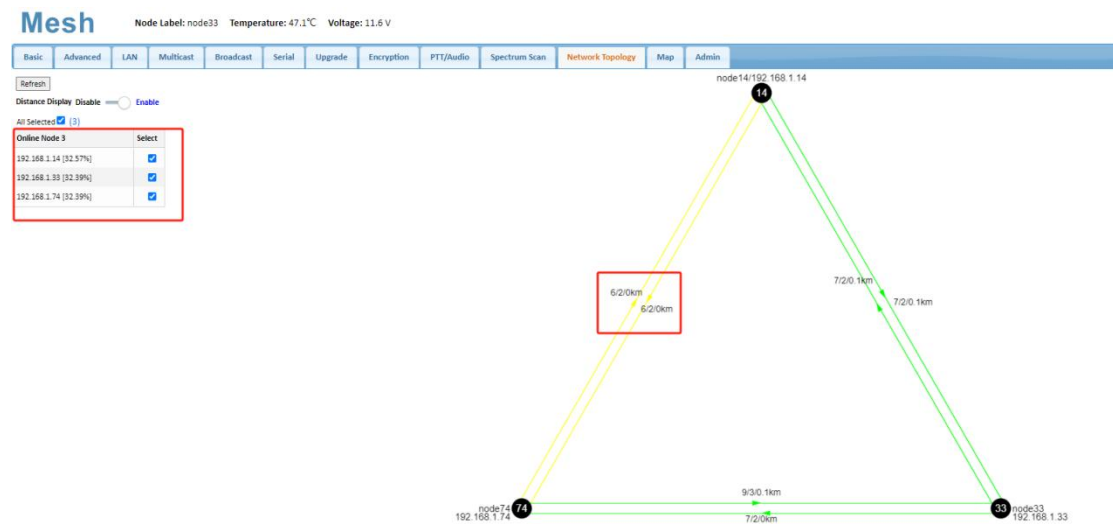 Mesh
Node Label: node33 Temperature: 47.1℃ Voltage: 11.6 V
Basic Advanced LAN Multicast Broadcast Serial Upgrade Encryption PTT/Audio Spectrum Scan Network Topology Map Admin
Refresh
Distance Display Disable Enable
All Selected (3)
Online Node 3 Select
192.168.1.14 [32.57%]
192.168.1.33 [32.39%]
192.168.1.74 [32.39%]
node14/192.168.1.14
14
6/2/0km
6/2/0km
7/2/0.1km
7/2/0.1km
9/3/0.1km
7/2/0km
node74
192.168.1.74
74
33
node33
192.168.1.33